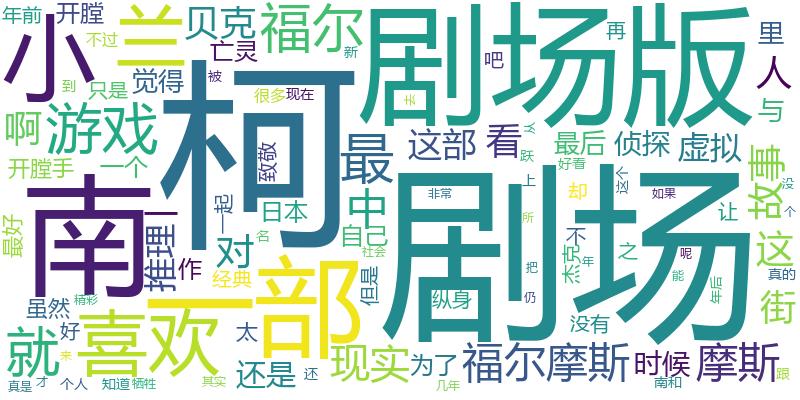 年前
开膛
小
兰
贝克
福尔
剧场版
不过
亡灵
新
再
里
到
只是
觉得
被
吧
人
啊
游戏
柯
很多
现在
去
与
开膛手
一个
致敬
最
这部
看
从
最后
侦探
虚拟
故事
跃
好看
南
一起
日本
中
非常
剧场
上
却
这个
如果
没
个
最好
推理
一
对
名
自己
所
不
之
让
这
作
经典
一部
社会
但是
把
杰克
年
呢
真的
虽然
精彩
纵身
仍
能
年后
街
就
好
喜欢
太
没有
来
还是
还
现实
为了
福尔摩斯
时候
摩斯
跟
真是
才
个人
知道
牺牲
其实
几年
南和